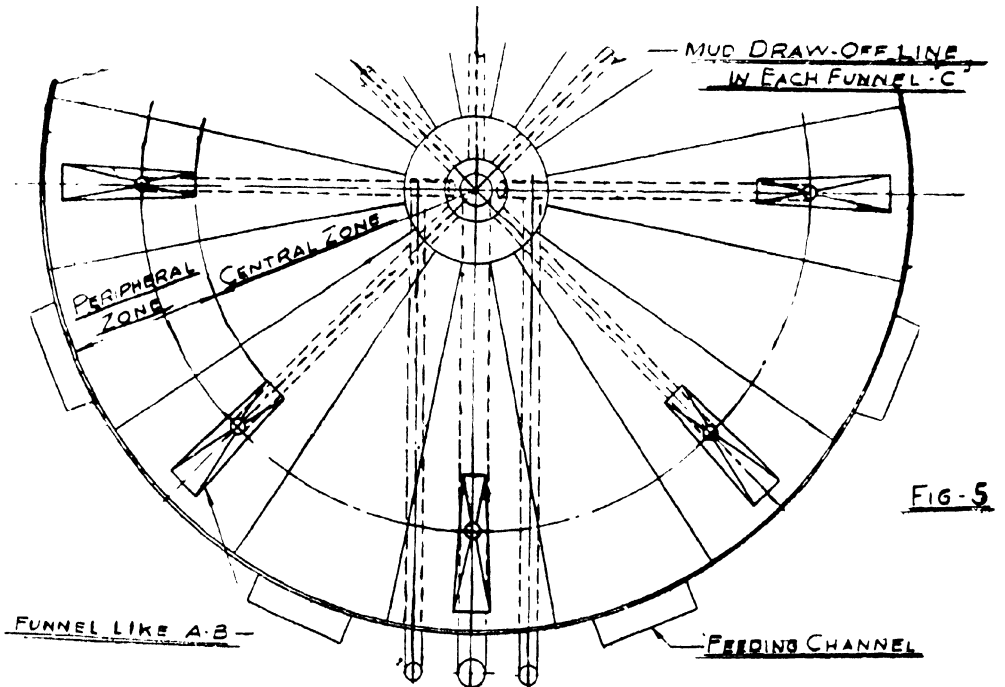 MUD DRAW-OFF LINE
IN EACH FUNNEL-"C"
PERIPHERAL
ZONE
CENTRAL ZONE
FIG-5
FUNNEL LIKE A-B
FEEDING CHANNEL